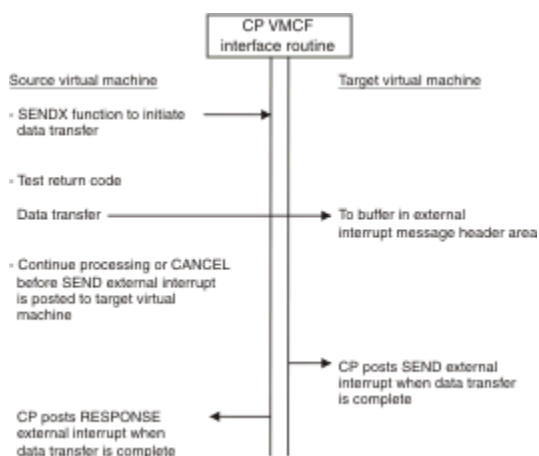 CP VMCF
interface routine
Source virtual machine
Target virtual machine
- SENDX function to initiate
data transfer
- Test return code
Data transfer
To buffer in external
interrupt message header area
- Continue processing or CANCEL
before SEND external interrupt
is posted to target virtual
machine
CP posts SEND external
interrupt when data transfer
is complete
CP posts RESPONSE
external interrupt when
data transfer is complete